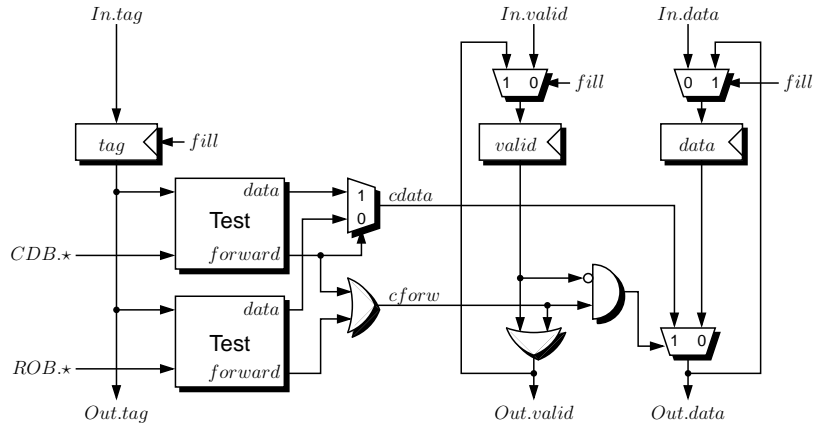 In.tag In.valid In.data
1 0 fill 0 1 fill
tag fill valid data
data 1 cdata
Test 0
CDB.⋆ forward
data cforw
Test 1 0
ROB.⋆ forward
Out.tag Out.valid Out.data